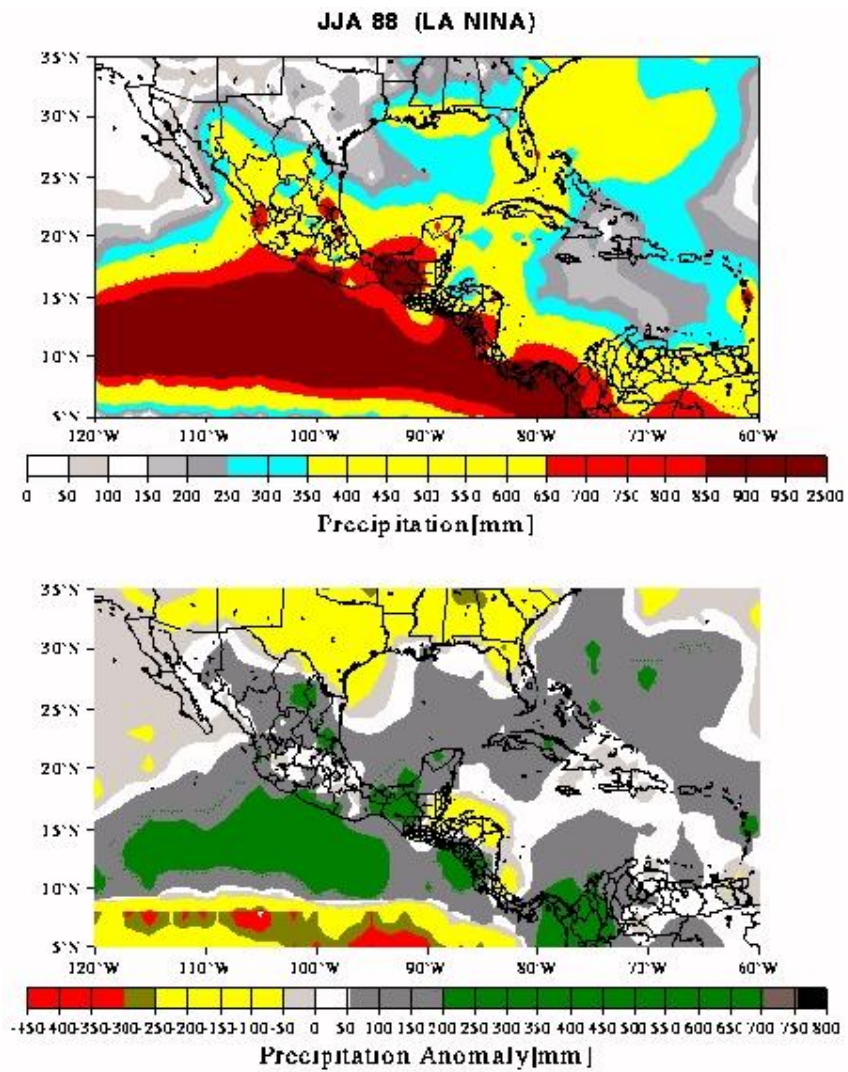 JJA 88 (LA NINA)
35°N
30°N
25°N
20°N
15°N
10°N
5°N
120°W 110°W 100°W 90°W 80°W 70°W 60°W
0 50 100 150 200 250 300 350 400 450 500 550 600 650 700 750 800 850 900 950 2500
Precipitation[mm]
35°N
30°N
25°N
20°N
15°N
10°N
5°N
120°W 110°W 100°W 90°W 80°W 70°W 60°W
-450 -400 -350 -300 -250 -200 -150 -100 -50 0 50 100 150 200 250 300 350 400 450 500 550 600 650 700 750 800
Precipitation Anomaly[mm]